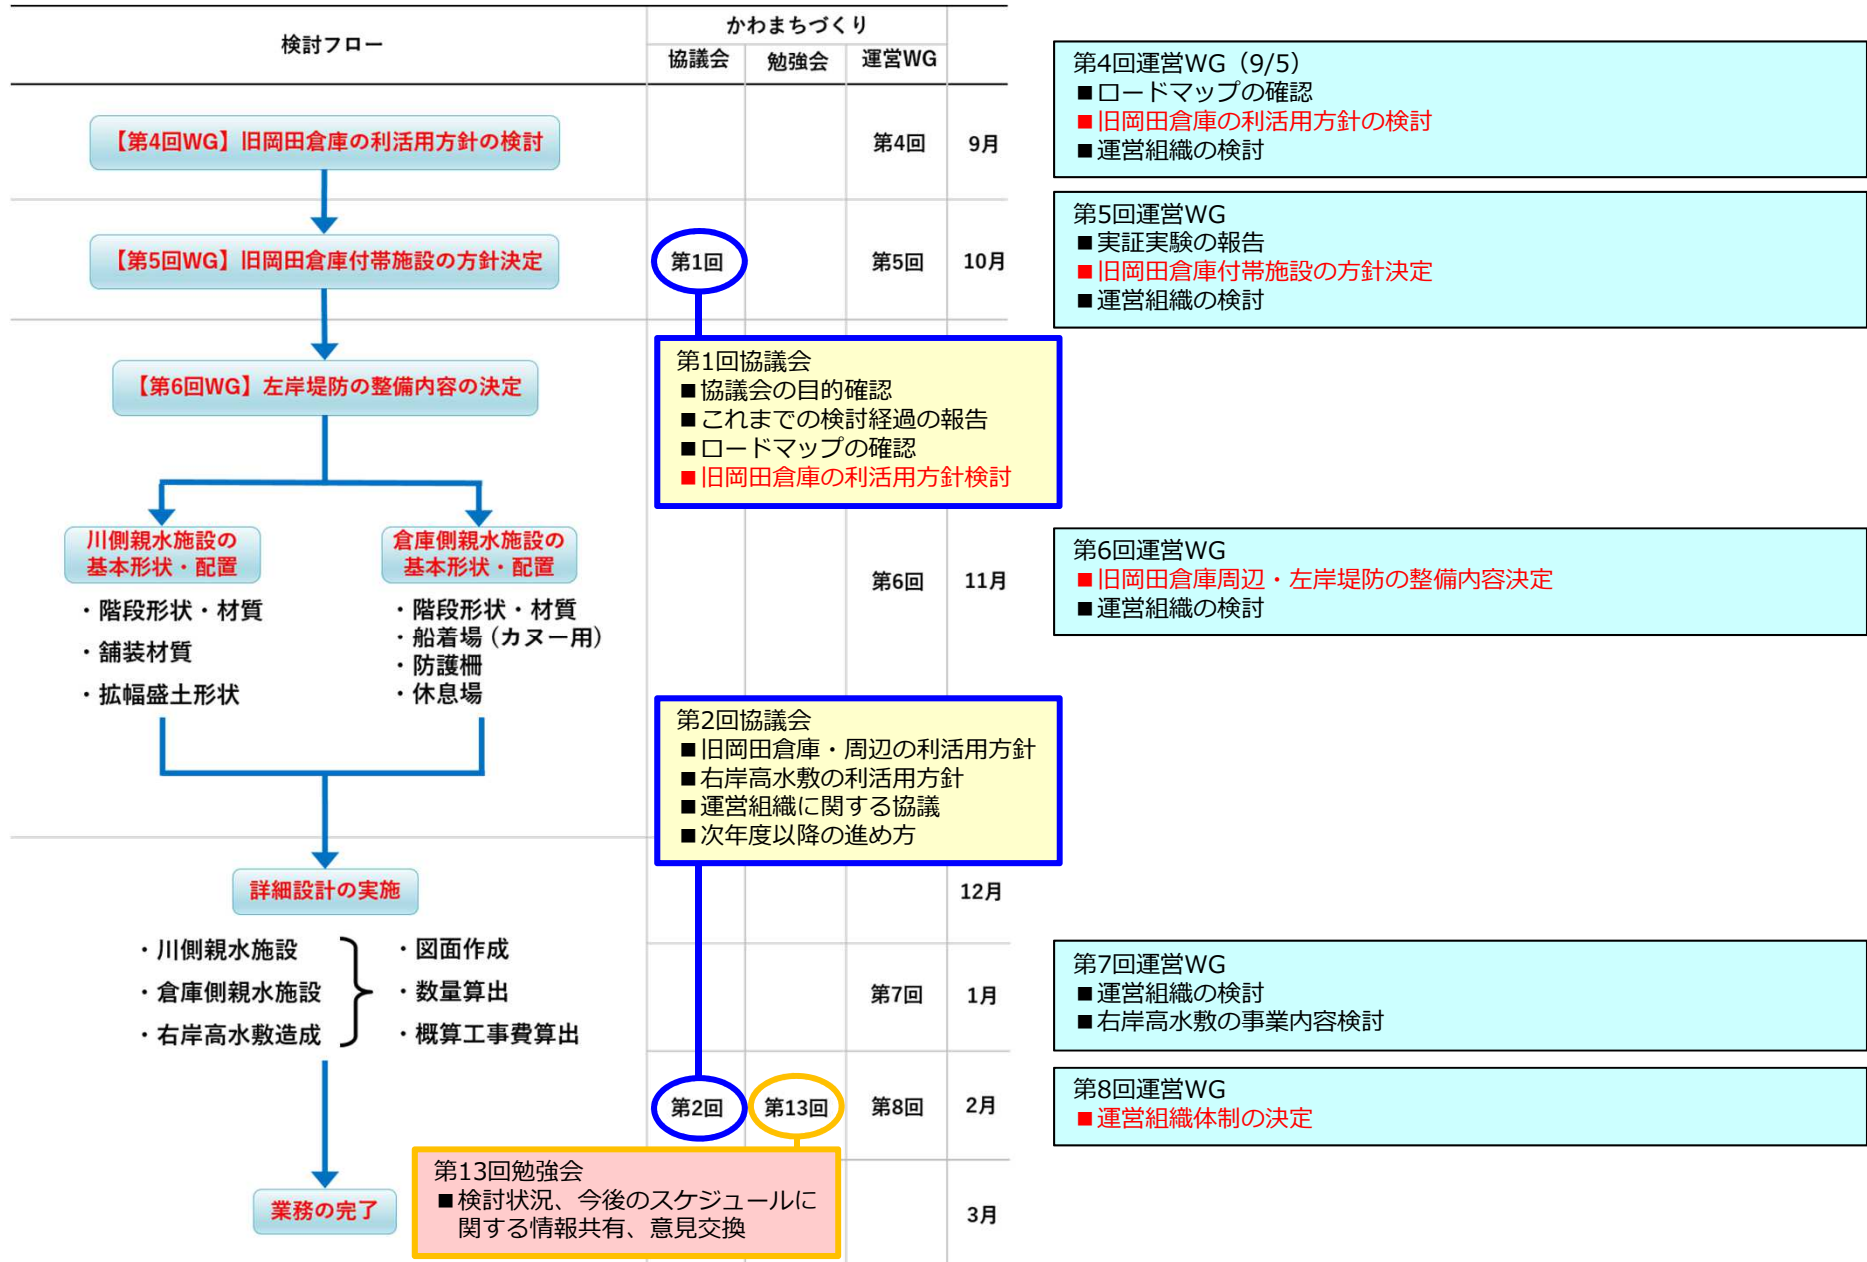 検討フロー
かわまちづくり
協議会
勉強会
運営WG
【第4回WG】旧岡田倉庫の利活用方針の検討
第4回
9月
【第5回WG】旧岡田倉庫付帯施設の方針決定
第1回
第5回
10月
【第6回WG】左岸堤防の整備内容の決定
川側親水施設の
基本形状・配置
・階段形状・材質
・舗装材質
・拡幅盛土形状
倉庫側親水施設の
基本形状・配置
・階段形状・材質
・船着場（カヌー用）
・防護柵
・休息場
第6回
11月
第1回協議会
■協議会の目的確認
■これまでの検討経過の報告
■ロードマップの確認
■旧岡田倉庫の利活用方針検討
第2回協議会
■旧岡田倉庫・周辺の利活用方針
■右岸高水敷の利活用方針
■運営組織に関する協議
■次年度以降の進め方
詳細設計の実施
12月
・川側親水施設
・倉庫側親水施設
・右岸高水敷造成
・図面作成
・数量算出
・概算工事費算出
第7回
1月
第2回
第13回
第8回
2月
第13回勉強会
■検討状況、今後のスケジュールに
関する情報共有、意見交換
業務の完了
3月
第4回運営WG（9/5）
■ロードマップの確認
■旧岡田倉庫の利活用方針の検討
■運営組織の検討
第5回運営WG
■実証実験の報告
■旧岡田倉庫付帯施設の方針決定
■運営組織の検討
第6回運営WG
■旧岡田倉庫周辺・左岸堤防の整備内容決定
■運営組織の検討
第7回運営WG
■運営組織の検討
■右岸高水敷の事業内容検討
第8回運営WG
■運営組織体制の決定